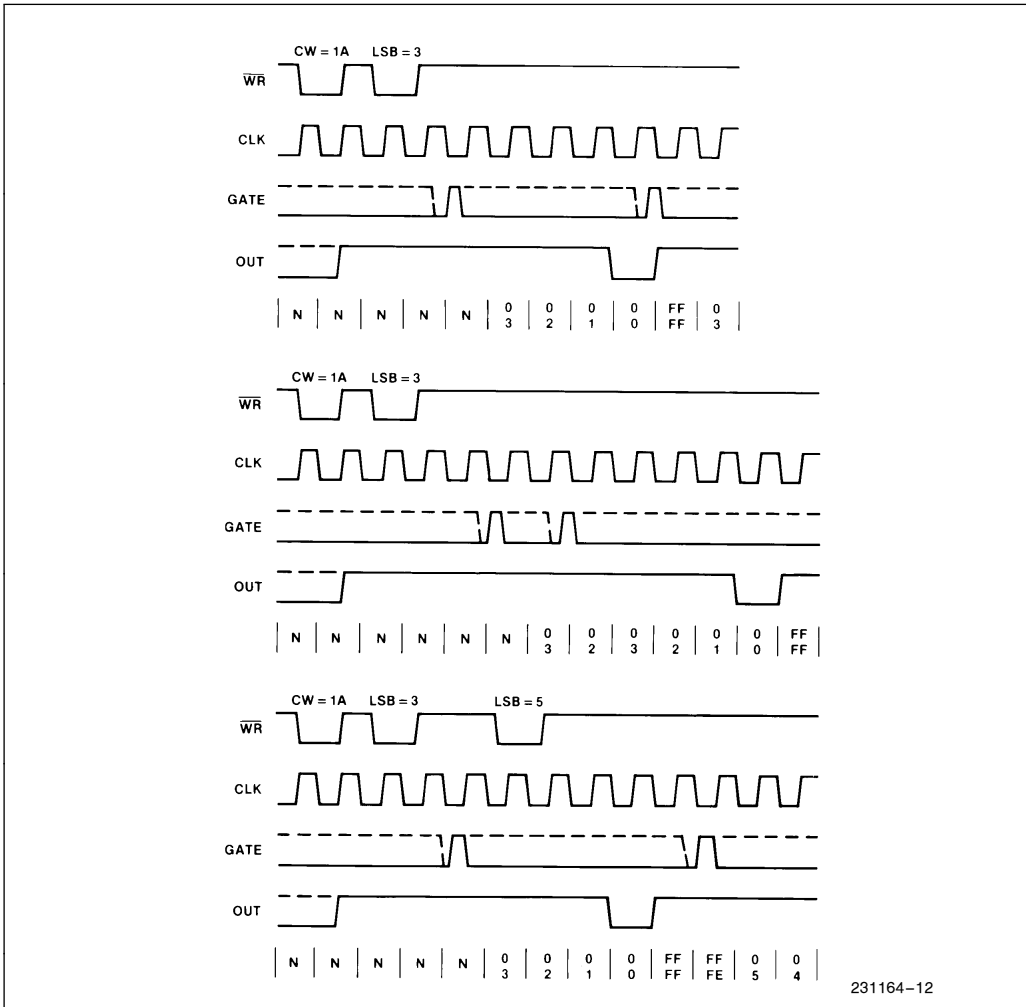 CW = 1A LSB = 3
WR
CLK
GATE
OUT
N N N N N 0 0 0 0 FF 0
3 2 1 0 FF 3
CW = 1A LSB = 3
WR
CLK
GATE
OUT
N N N N N N 0 0 0 0 0 0 FF
3 2 3 2 1 0 FF
CW = 1A LSB = 3 LSB = 5
WR
CLK
GATE
OUT
N N N N N 0 0 0 0 FF FF 0 0
3 2 1 0 FF FE 5 4
231164–12